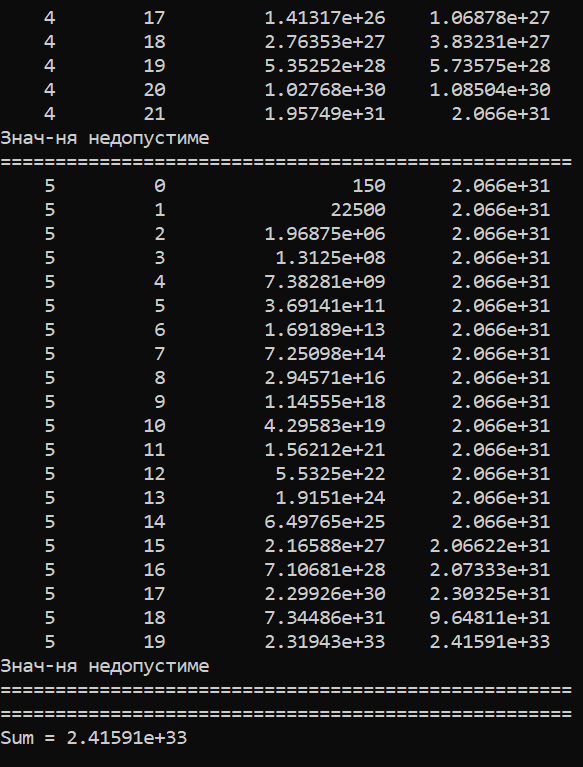 4 17 1.41317e+26 1.06878e+27
4 18 2.76353e+27 3.83231e+27
4 19 5.35252e+28 5.73575e+28
4 20 1.02768e+30 1.08504e+30
4 21 1.95749e+31 2.066e+31
Знач-ня недопустиме
====================================================
5 0 150 2.066e+31
5 1 22500 2.066e+31
5 2 1.96875e+06 2.066e+31
5 3 1.3125e+08 2.066e+31
5 4 7.38281e+09 2.066e+31
5 5 3.69141e+11 2.066e+31
5 6 1.69189e+13 2.066e+31
5 7 7.25098e+14 2.066e+31
5 8 2.94571e+16 2.066e+31
5 9 1.14555e+18 2.066e+31
5 10 4.29583e+19 2.066e+31
5 11 1.56212e+21 2.066e+31
5 12 5.5325e+22 2.066e+31
5 13 1.9151e+24 2.066e+31
5 14 6.49765e+25 2.066e+31
5 15 2.16588e+27 2.06622e+31
5 16 7.10681e+28 2.07333e+31
5 17 2.29926e+30 2.30325e+31
5 18 7.34486e+31 9.64811e+31
5 19 2.31943e+33 2.41591e+33
Знач-ня недопустиме
====================================================
====================================================
Sum = 2.41591e+33